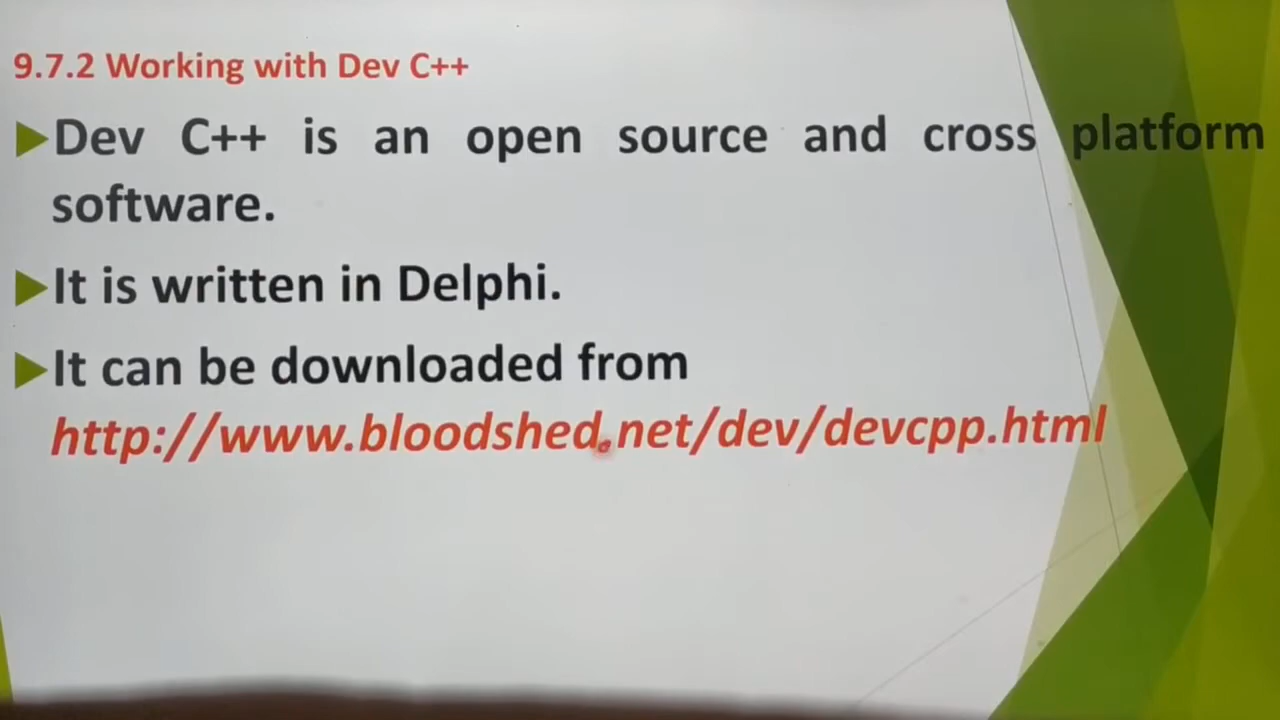 9.7.2 Working with Dev C++
Dev C++ is an open source and cross platform
software.
It is written in Delphi.
It can be downloaded from
http://www.bloodshed.net/dev/devcpp.html